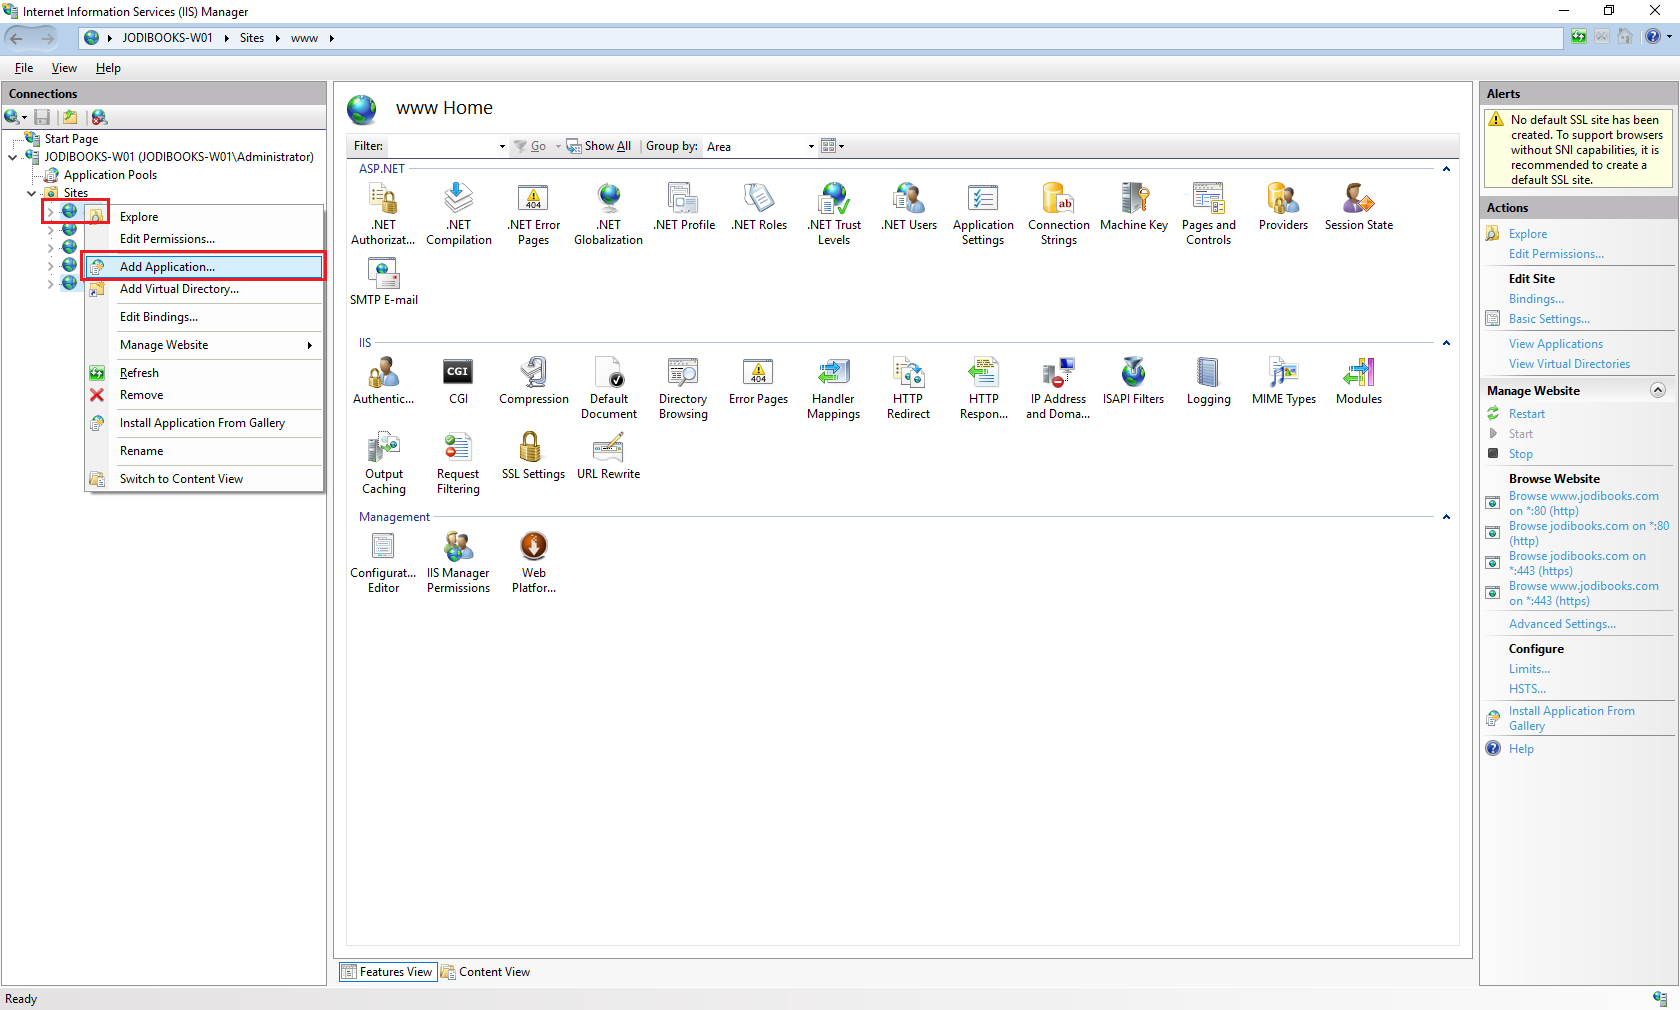 Internet Information Services (IIS) Manager
JODIBOOKS-W01 Sites www
File View Help
Connections
Start Page
JODIBOOKS-W01 (JODIBOOKS-W01\Administrator)
Application Pools
Sites
Explore
Edit Permissions...
Add Application...
Add Virtual Directory...
Edit Bindings...
Manage Website
Refresh
Remove
Install Application From Gallery
Rename
Switch to Content View
www Home
Filter: Go Show All Group by: Area
ASP.NET
.NET Authorizat...
.NET Compilation
.NET Error Pages
.NET Globalization
.NET Profile
.NET Roles
.NET Trust Levels
.NET Users
Application Settings
Connection Strings
Machine Key
Pages and Controls
Providers
Session State
SMTP E-mail
IIS
Authentic...
CGI
Compression
Default Document
Directory Browsing
Error Pages
Handler Mappings
HTTP Redirect
HTTP Respon...
IP Address and Doma...
ISAPI Filters
Logging
MIME Types
Modules
Output Caching
Request Filtering
SSL Settings
URL Rewrite
Management
Configurat... Editor
IIS Manager Permissions
Web Platfor...
Features View Content View
Alerts
No default SSL site has been
created. To support browsers
without SNI capabilities, it is
recommended to create a
default SSL site.
Actions
Explore
Edit Permissions...
Edit Site
Bindings...
Basic Settings...
View Applications
View Virtual Directories
Manage Website
Restart
Start
Stop
Browse Website
Browse www.jodibooks.com
on *:80 (http)
Browse jodibooks.com on *:80
(http)
Browse jodibooks.com on
*:443 (https)
Browse www.jodibooks.com
on *:443 (https)
Advanced Settings...
Configure
Limits...
HSTS...
Install Application From
Gallery
Help
Ready